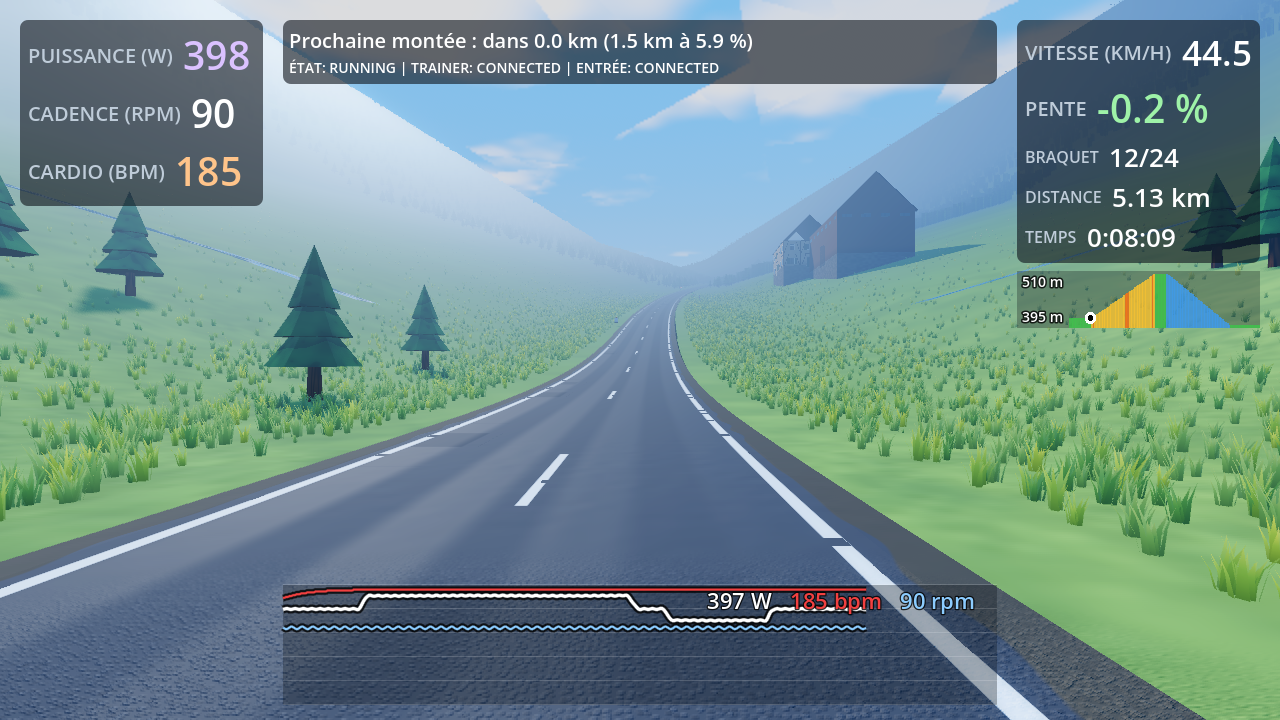 PUISSANCE (W) 398
CADENCE (RPM) 90
CARDIO (BPM) 185
Prochaine montée : dans 0.0 km (1.5 km à 5.9 %)
ÉTAT: RUNNING | TRAINER: CONNECTED | ENTRÉE: CONNECTED
VITESSE (KM/H) 44.5
PENTE -0.2 %
BRAQUET 12/24
DISTANCE 5.13 km
TEMPS 0:08:09
510 m
395 m
397 W 185 bpm 90 rpm